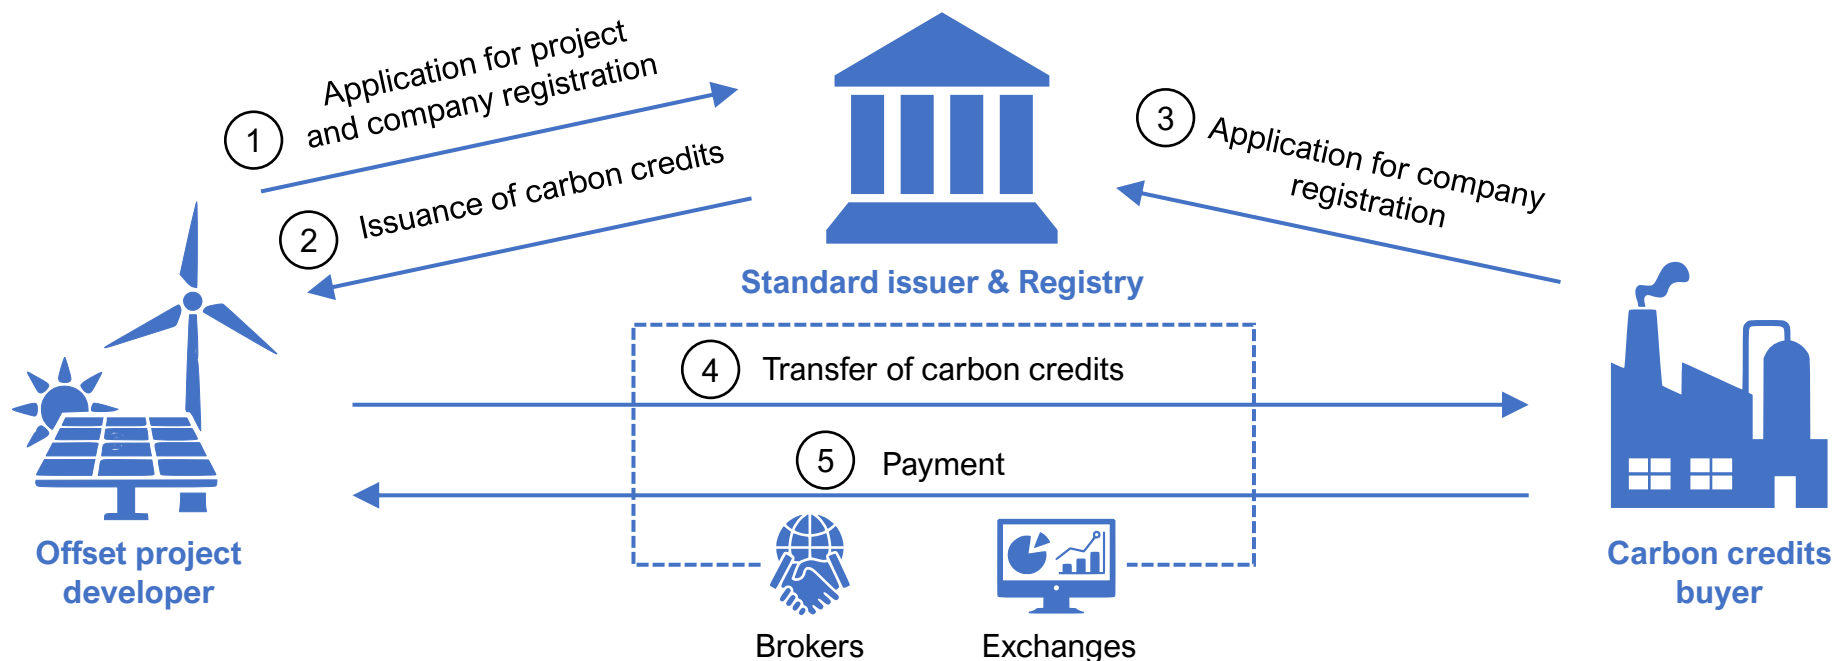 1
Application for project
and company registration
2
Issuance of carbon credits
Standard issuer & Registry
3
Application for company
registration
4
Transfer of carbon credits
5
Payment
Offset project
developer
Brokers
Exchanges
Carbon credits
buyer